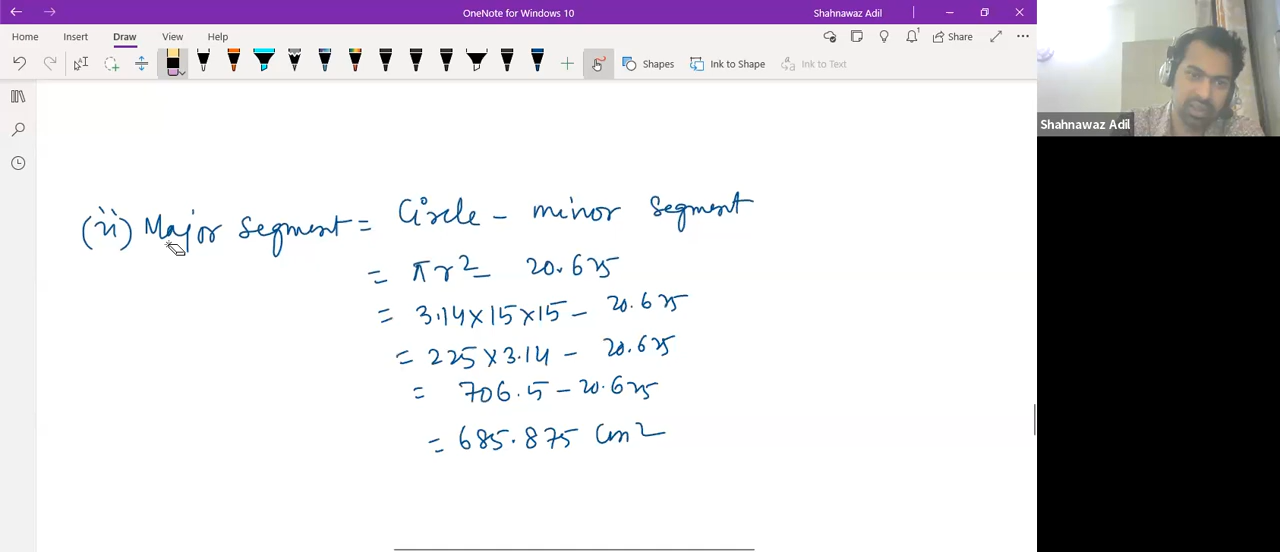 OneNote for Windows 10
Shahnawaz Adil
Home Insert Draw View Help
Share
Shapes Ink to Shape Ink to Text
Shahnawaz Adil
(ii) Major Segment = Circle - minor segment
= πr² - 20.625
= 3.14×15×15 - 20.625
= 225×3.14 - 20.625
= 706.5 - 20.625
= 685.875 cm²